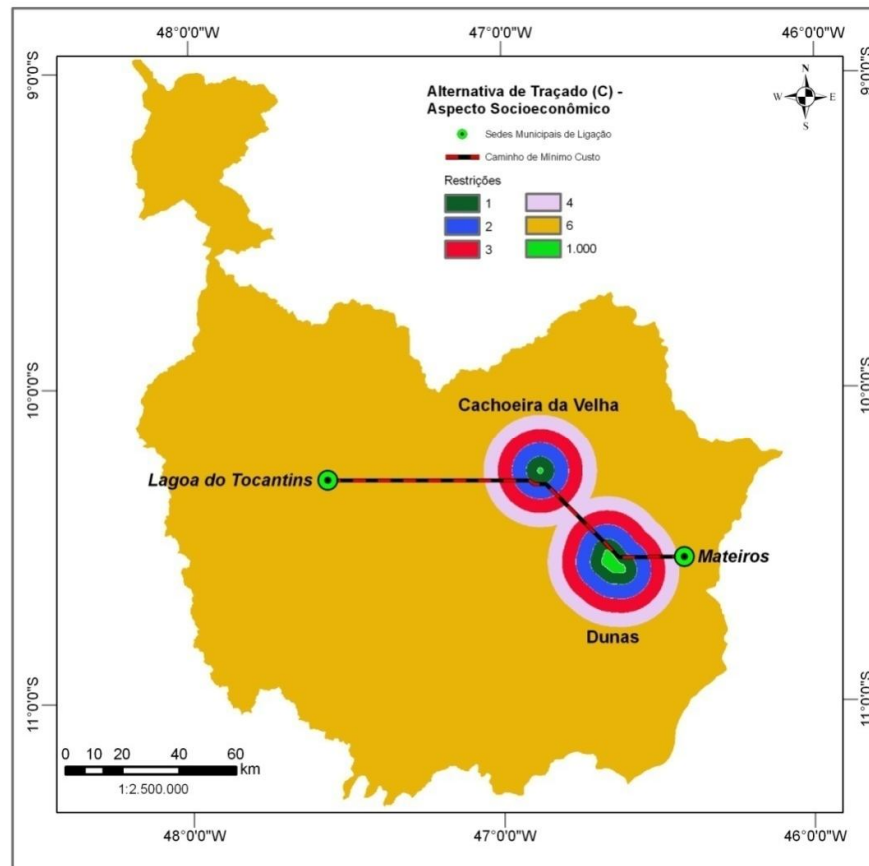 48°0'0"W 47°0'0"W 46°0'0"W
9°0'0"S
9°0'0"S
Alternativa de Traçado (C) -
Aspecto Socioeconômico
N
W E
S
Sedes Municipais de Ligação
Caminho de Mínimo Custo
Restrições
1 4
2 6
3 1.000
10°0'0"S
10°0'0"S
Cachoeira da Velha
Lagoa do Tocantins
Mateiros
Dunas
11°0'0"S
11°0'0"S
0 10 20 40 60
km
1:2.500.000
48°0'0"W 47°0'0"W 46°0'0"W